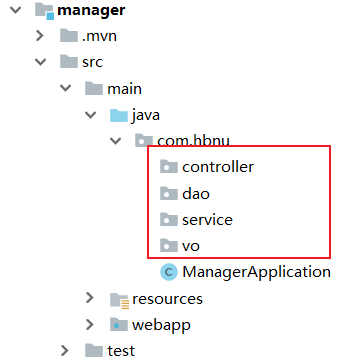 manager
.mvn
src
main
java
com.hbnu
controller
dao
service
vo
C ManagerApplication
resources
webapp
test